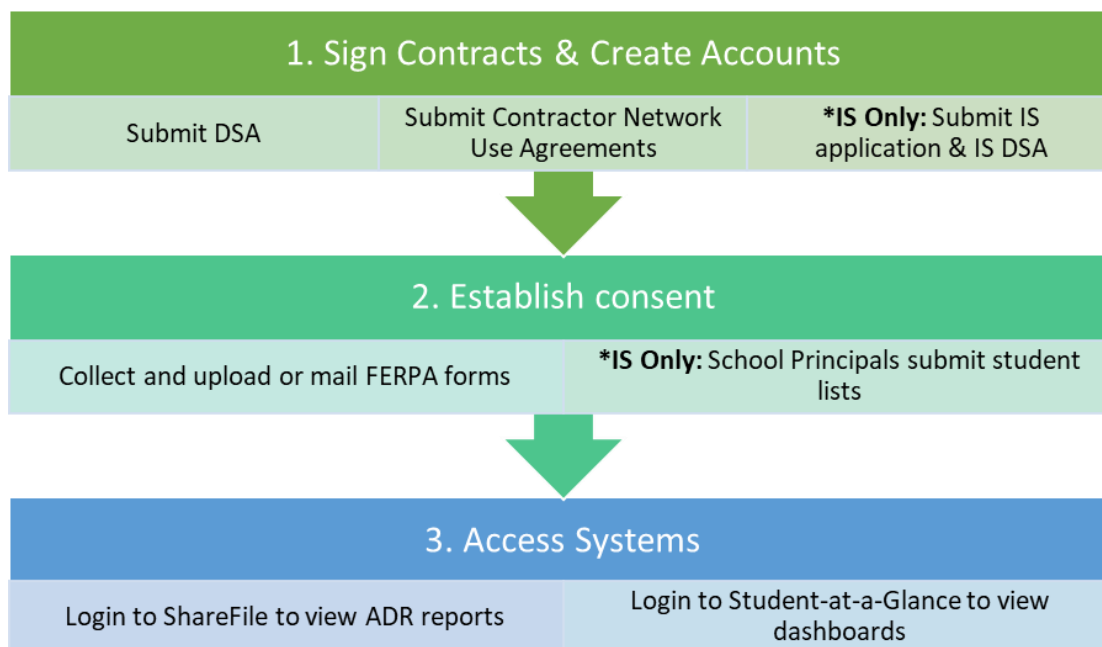 1. Sign Contracts & Create Accounts
Submit DSA
Submit Contractor Network
Use Agreements
*IS Only: Submit IS
application & IS DSA
2. Establish consent
Collect and upload or mail FERPA forms
*IS Only: School Principals submit student
lists
3. Access Systems
Login to ShareFile to view ADR reports
Login to Student-at-a-Glance to view
dashboards